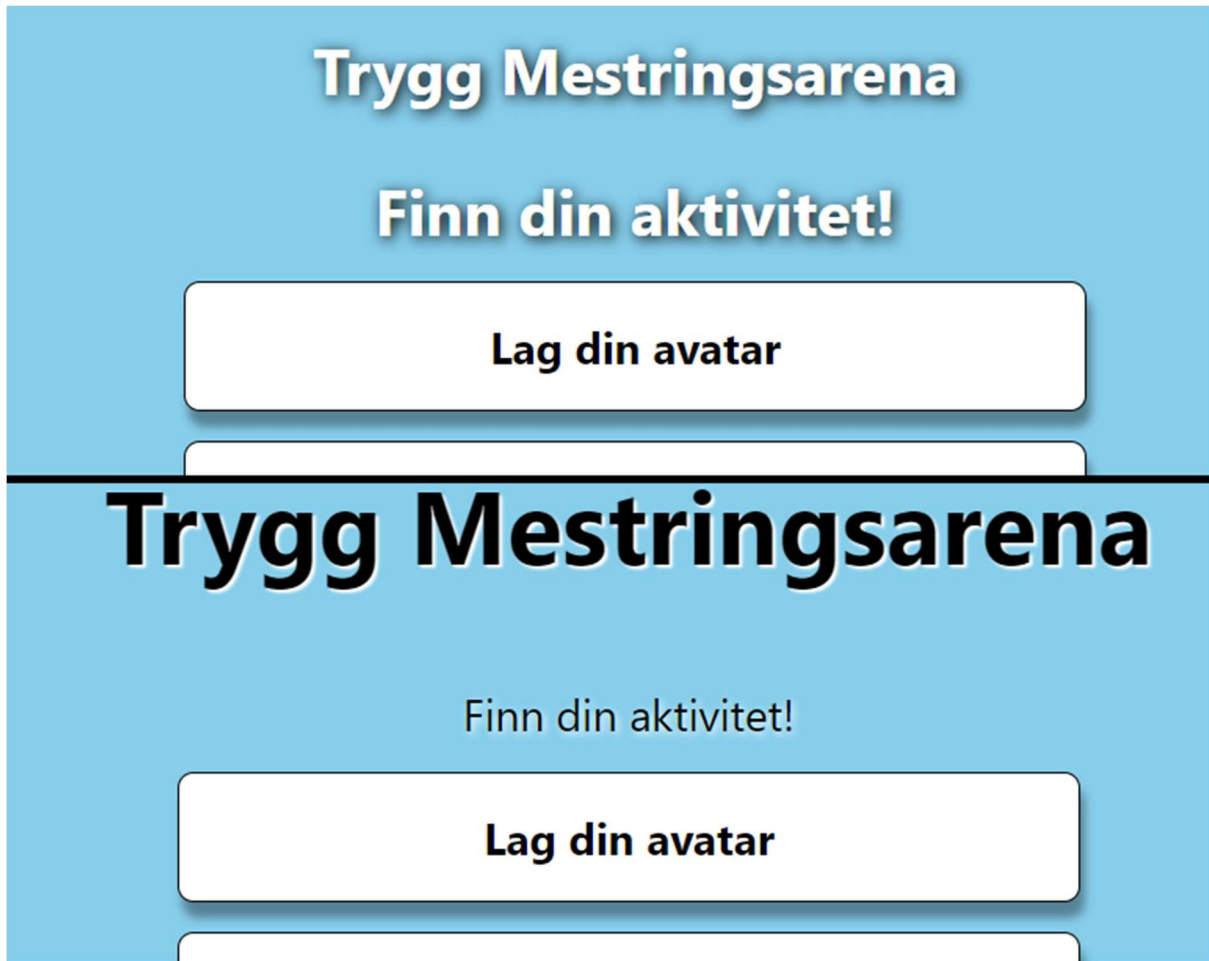 Trygg Mestringsarena
Finn din aktivitet!
Lag din avatar
Trygg Mestringsarena
Finn din aktivitet!
Lag din avatar